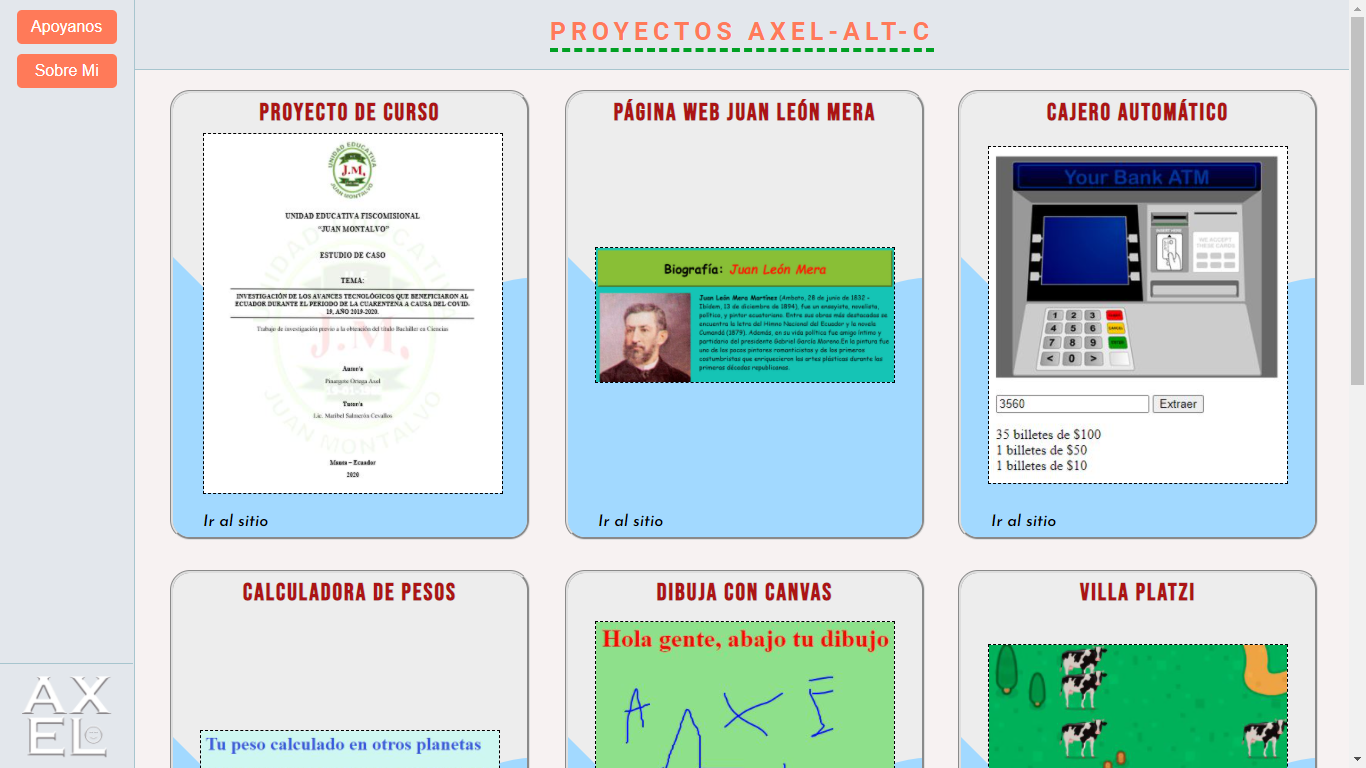 Apoyanos
Sobre Mi
PROYECTOS AXEL-ALT-C
PROYECTO DE CURSO
UNIDAD EDUCATIVA
J.M.
JUAN MONTALVO
UNIDAD EDUCATIVA FISCOMISIONAL
“JUAN MONTALVO”
ESTUDIO DE CASO
TEMA:
INVESTIGACIÓN DE LOS AVANCES TECNOLÓGICOS QUE BENEFICIARON AL
ECUADOR DURANTE EL PERIODO DE LA CUARENTENA A CAUSA DEL COVID-
19, AÑO 2019-2020.
Trabajo de investigación previo a la obtención del título Bachiller en Ciencias
J.M.
JUAN MONTALVO
Autor/a
Ortega Axel
Tutor/a
Lic. Maribel Salmerón Cevallos
Manta – Ecuador
2020
Ir al sitio
PÁGINA WEB JUAN LEÓN MERA
Biografía: Juan León Mera
Juan León Mera Martínez (Ambato, 28 de junio de 1832 -
Ibídem, 13 de diciembre de 1894), fue un ensayista, novelista,
político, y pintor ecuatoriano. Entre sus obras más destacadas se
encuentra la letra del Himno Nacional del Ecuador y la novela
Cumandá (1879). Además, en su vida política fue amigo íntimo y
partidario del presidente Gabriel García Moreno.En la pintura fue
uno de los pocos pintores romanticistas y de los primeros
costumbristas que enriquecieron las artes plásticas durante las
primeras décadas republicanas.
Ir al sitio
CAJERO AUTOMÁTICO
Your Bank ATM
WE ACCEPT
THESE CARDS
1 2 3
4 5 6 CANCEL
7 8 9 ENTER
< 0 >
3560 Extraer
35 billetes de $100
1 billetes de $50
1 billetes de $10
Ir al sitio
CALCULADORA DE PESOS
Tu peso calculado en otros planetas
DIBUJA CON CANVAS
Hola gente, abajo tu dibujo
A X E
VILLA PLATZI
AXEL